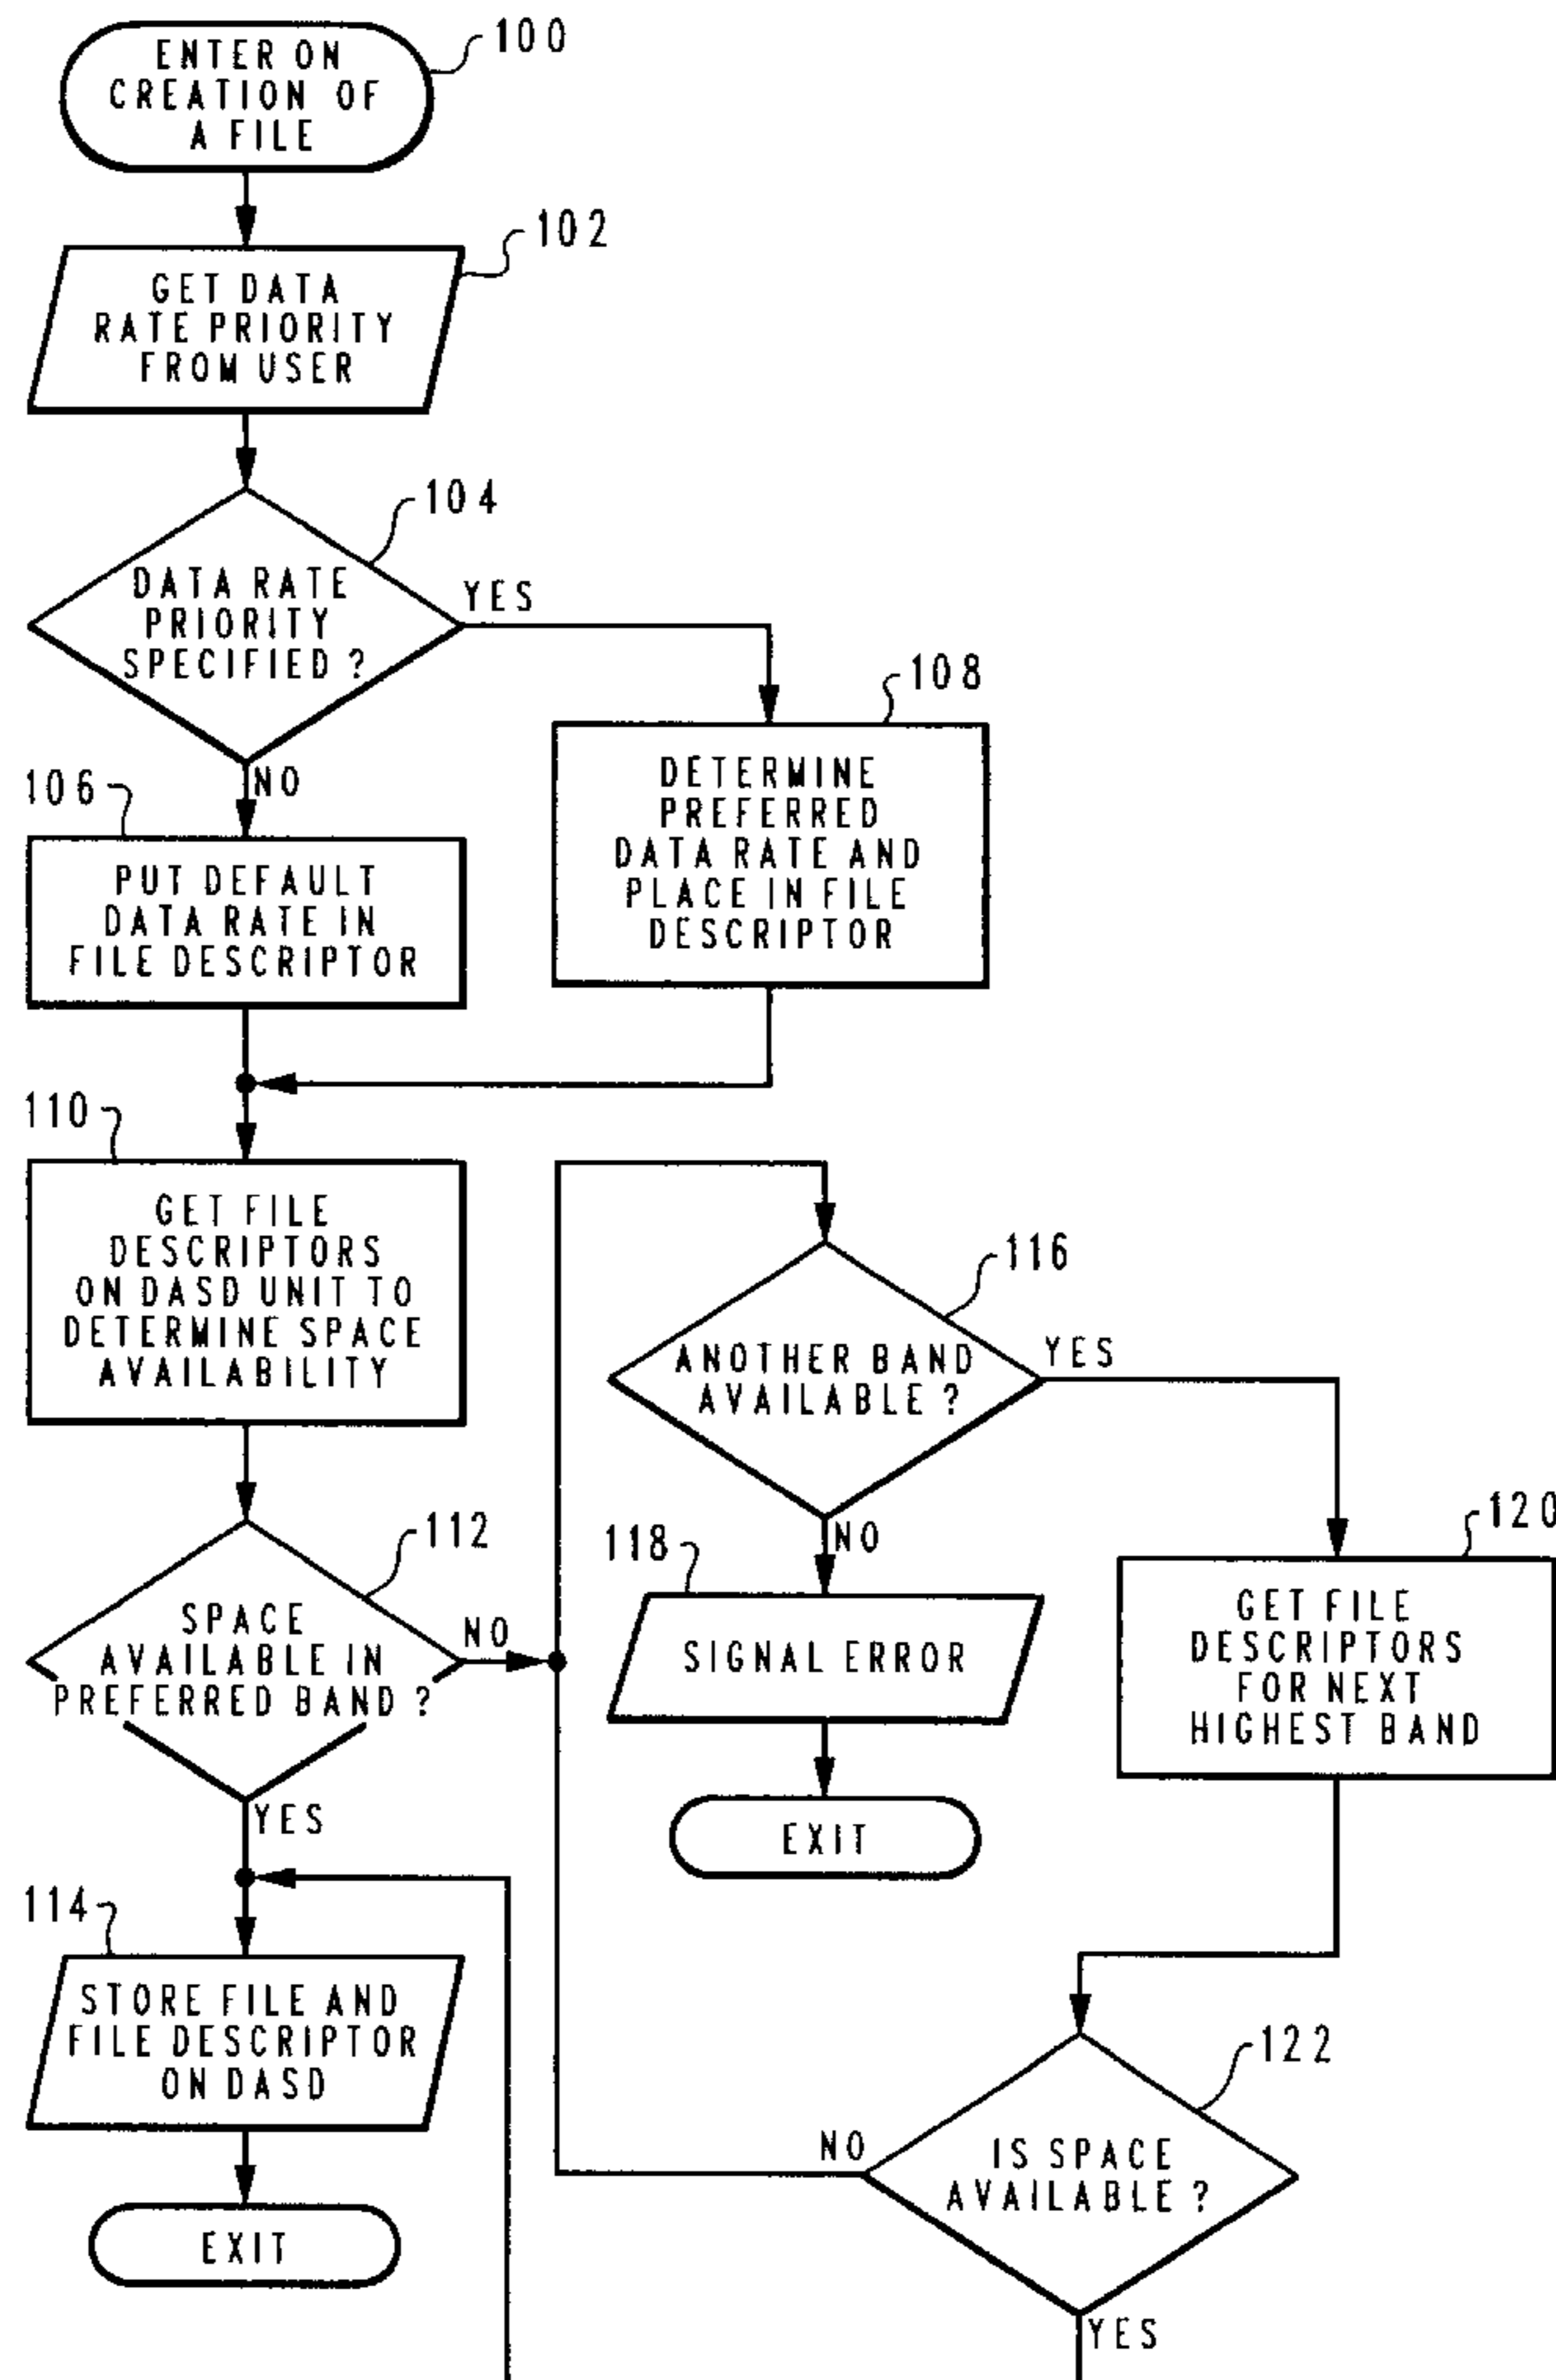 100
ENTER ON
CREATION OF
A FILE
102
GET DATA
RATE PRIORITY
FROM USER
104
DATA RATE
PRIORITY
SPECIFIED ?
YES
NO
108
DETERMINE
PREFERRED
DATA RATE AND
PLACE IN FILE
DESCRIPTOR
106
PUT DEFAULT
DATA RATE IN
FILE DESCRIPTOR
110
GET FILE
DESCRIPTORS
ON DASD UNIT TO
DETERMINE SPACE
AVAILABILITY
116
ANOTHER BAND
AVAILABLE ?
YES
NO
112
SPACE
AVAILABLE IN
PREFERRED BAND ?
NO
YES
118
SIGNAL ERROR
EXIT
120
GET FILE
DESCRIPTORS
FOR NEXT
HIGHEST BAND
114
STORE FILE AND
FILE DESCRIPTOR
ON DASD
EXIT
122
IS SPACE
AVAILABLE ?
NO
YES